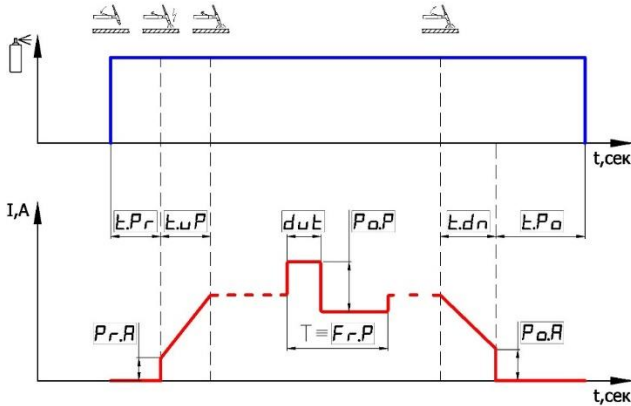 t,сек
I,A
t.Pr
t.uP
dut
Po.P
t.dn
t.Po
Pr.A
T = Fr.P
Po.A
t,сек